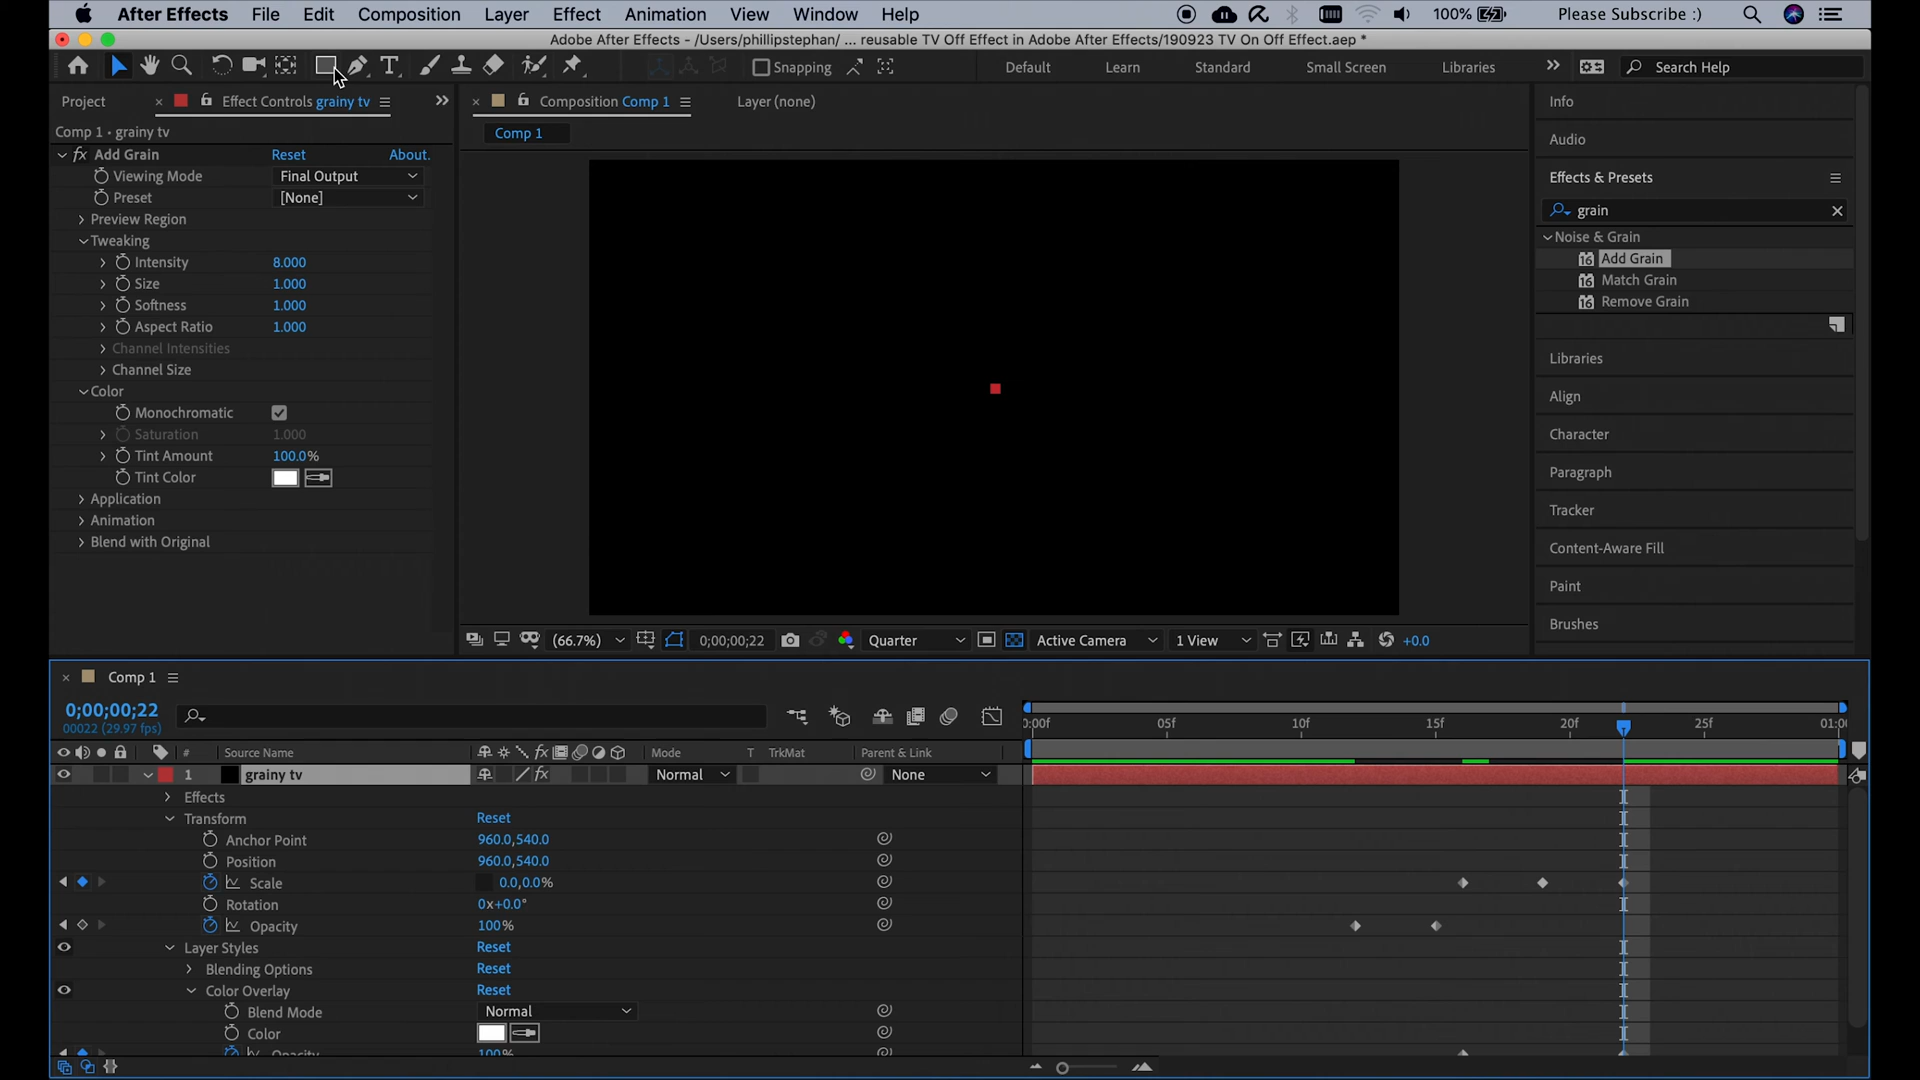 After Effects File Edit Composition Layer Effect Animation View Window Help 100% Please Subscribe :)
Adobe After Effects - /Users/phillipstephan/ ... reusable TV Off Effect in Adobe After Effects/190923 TV On Off Effect.aep *
Snapping Default Learn Standard Small Screen Libraries Search Help
Project Effect Controls grainy tv Composition Comp 1 Layer (none) Info
Comp 1 • grainy tv Comp 1 Audio
fx Add Grain Reset About.
Viewing Mode Final Output Effects & Presets
Preset [None] grain
Preview Region
Tweaking Noise & Grain
Intensity 8.000 Add Grain
Size 1.000 Match Grain
Softness 1.000 Remove Grain
Aspect Ratio 1.000
Channel Intensities Libraries
Channel Size
Color Align
Monochromatic
Saturation 1.000 Character
Tint Amount 100.0%
Tint Color Paragraph
Application Tracker
Animation
Blend with Original Content-Aware Fill
Paint
Brushes
(66.7%) 0;00;00;22 Quarter Active Camera 1 View +0.0
Comp 1
0;00;00;22
00022 (29.97 fps) :00f 05f 10f 15f 20f 25f 01:00
# Source Name fx Mode T TrkMat Parent & Link
1 grainy tv fx Normal None
Effects
Transform Reset
Anchor Point 960.0,540.0
Position 960.0,540.0
Scale 0.0,0.0%
Rotation 0x+0.0°
Opacity 100%
Layer Styles Reset
Blending Options Reset
Color Overlay Reset
Blend Mode Normal
Color
Opacity 100%